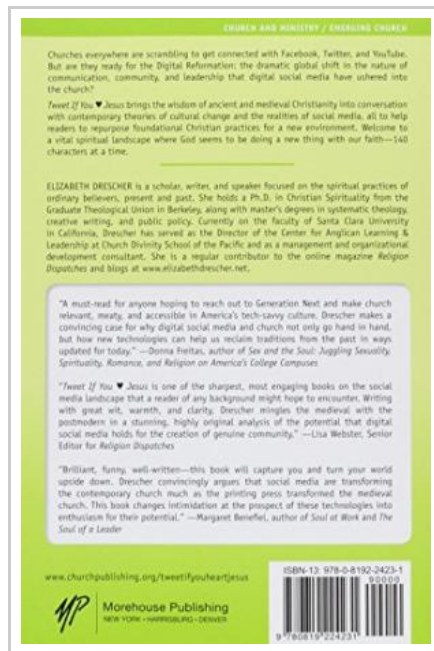 CHURCH AND MINISTRY / EMERGING CHURCH
Churches everywhere are scrambling to get connected with Facebook, Twitter, and YouTube.
But are they ready for the Digital Reformation: the dramatic global shift in the nature of
communication, community, and leadership that digital social media have ushered into
the church?
Tweet If You ♥ Jesus brings the wisdom of ancient and medieval Christianity into conversation
with contemporary theories of cultural change and the realities of social media, all to help
readers to repurpose foundational Christian practices for a new environment. Welcome to
a vital spiritual landscape where God seems to be doing a new thing with our faith—140
characters at a time.
ELIZABETH DRESCHER is a scholar, writer, and speaker focused on the spiritual practices of
ordinary believers, present and past. She holds a Ph.D. in Christian Spirituality from the
Graduate Theological Union in Berkeley, along with master's degrees in systematic theology,
creative writing, and public policy. Currently on the faculty of Santa Clara University
in California, Drescher has served as the Director of the Center for Anglican Learning &
Leadership at Church Divinity School of the Pacific and as a management and organizational
development consultant. She is a regular contributor to the online magazine Religion
Dispatches and blogs at www.elizabethdrescher.net.
"A must-read for anyone hoping to reach out to Generation Next and make church
relevant, meaty, and accessible in America's tech-savvy culture. Drescher makes a
convincing case for why digital social media and church not only go hand in hand,
but how new technologies can help us reclaim traditions from the past in ways
updated for today." —Donna Freitas, author of Sex and the Soul: Juggling Sexuality,
Spirituality, Romance, and Religion on America's College Campuses
"Tweet If You ♥ Jesus is one of the sharpest, most engaging books on the social
media landscape that a reader of any background might hope to encounter. Writing
with great wit, warmth, and clarity, Drescher mingles the medieval with the
postmodern in a stunning, highly original analysis of the potential that digital
social media holds for the creation of genuine community." —Lisa Webster, Senior
Editor for Religion Dispatches
"Brilliant, funny, well-written—this book will capture you and turn your world
upside down. Drescher convincingly argues that social media are transforming
the contemporary church much as the printing press transformed the medieval
church. This book changes intimidation at the prospect of these technologies into
enthusiasm for their potential." —Margaret Benefiel, author of Soul at Work and The
Soul of a Leader
www.churchpublishing.org/tweetifyouheartjesus
MP Morehouse Publishing
NEW YORK • HARRISBURG • DENVER
ISBN-13: 978-0-8192-2423-1
90000
9 780819 224231